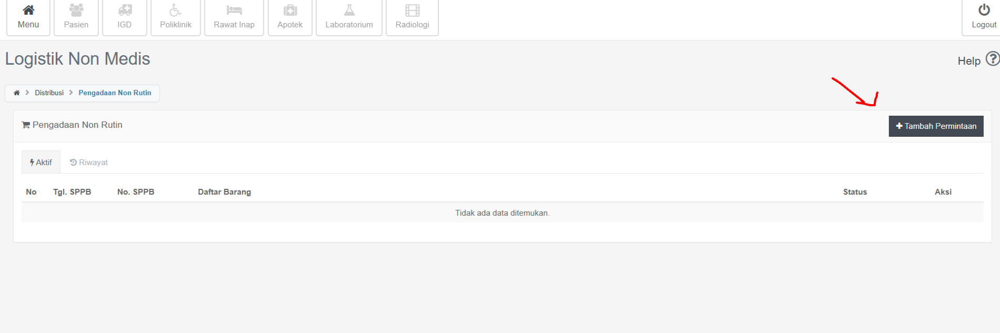 Menu Pasien IGD Poliklinik Rawat Inap Apotek Laboratorium Radiologi Logout
Logistik Non Medis
Help ?
Distribusi Pengadaan Non Rutin
Pengadaan Non Rutin
+ Tambah Permintaan
Aktif Riwayat
No Tgl. SPPB No. SPPB Daftar Barang Status Aksi
Tidak ada data ditemukan.